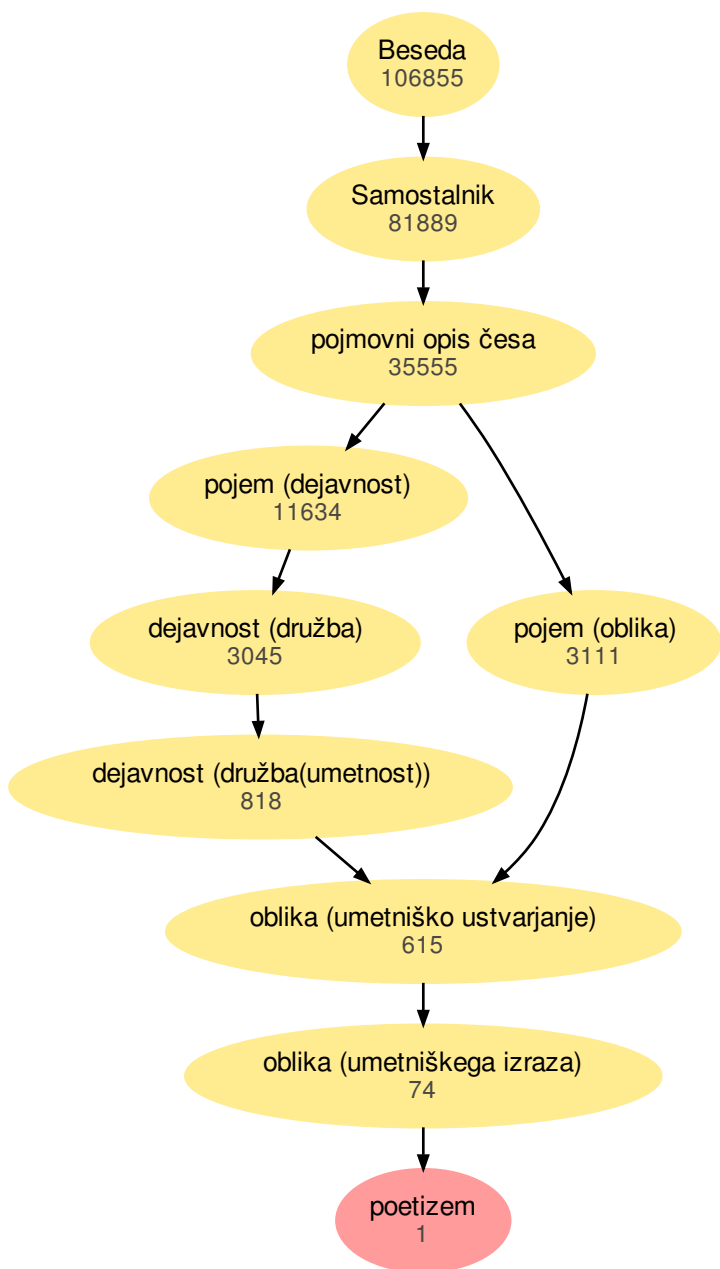 Beseda
106855
Samostalnik
81889
pojmovni opis česa
35555
pojem (dejavnost)
11634
dejavnost (družba)
3045
pojem (oblika)
3111
dejavnost (družba(umetnost))
818
oblika (umetniško ustvarjanje)
615
oblika (umetniškega izraza)
74
poetizem
1